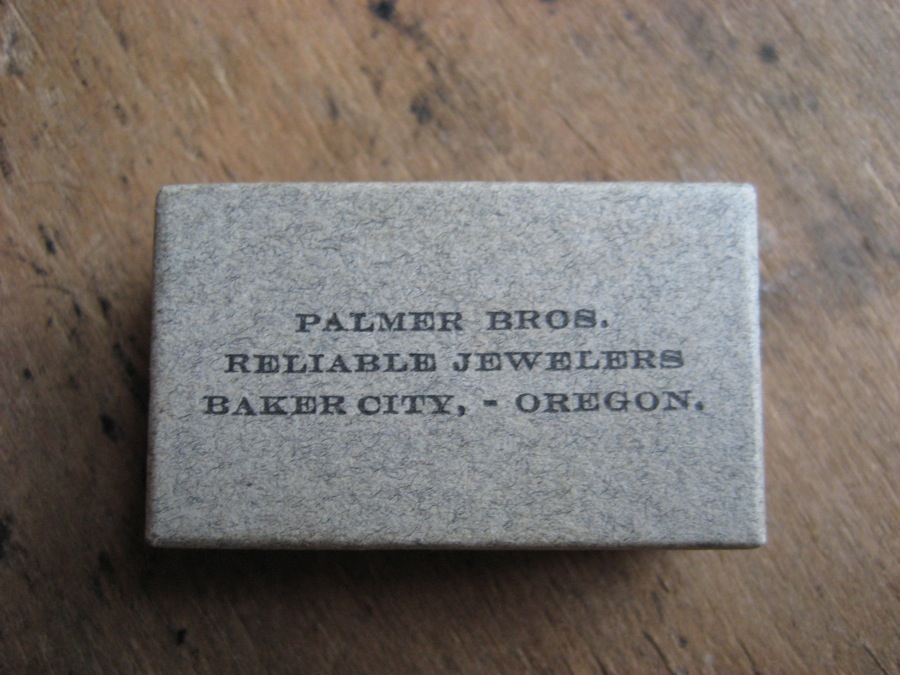 PALMER BROS.
RELIABLE JEWELERS
BAKER CITY, - OREGON.